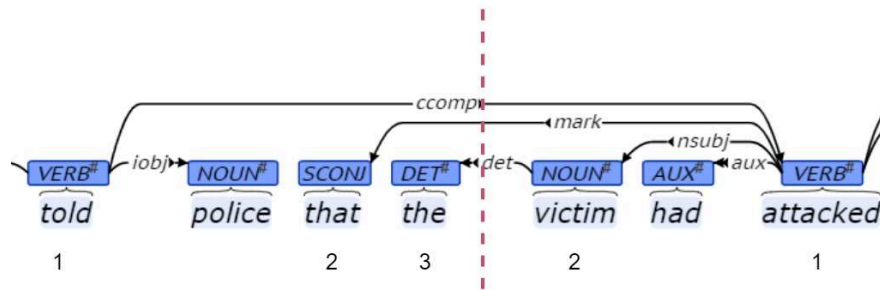 ccomp
mark
nsubj
iobj det aux
VERB# NOUN# SCONJ DET# NOUN# AUX# VERB#
told police that the victim had attacked
1 2 3 2 1